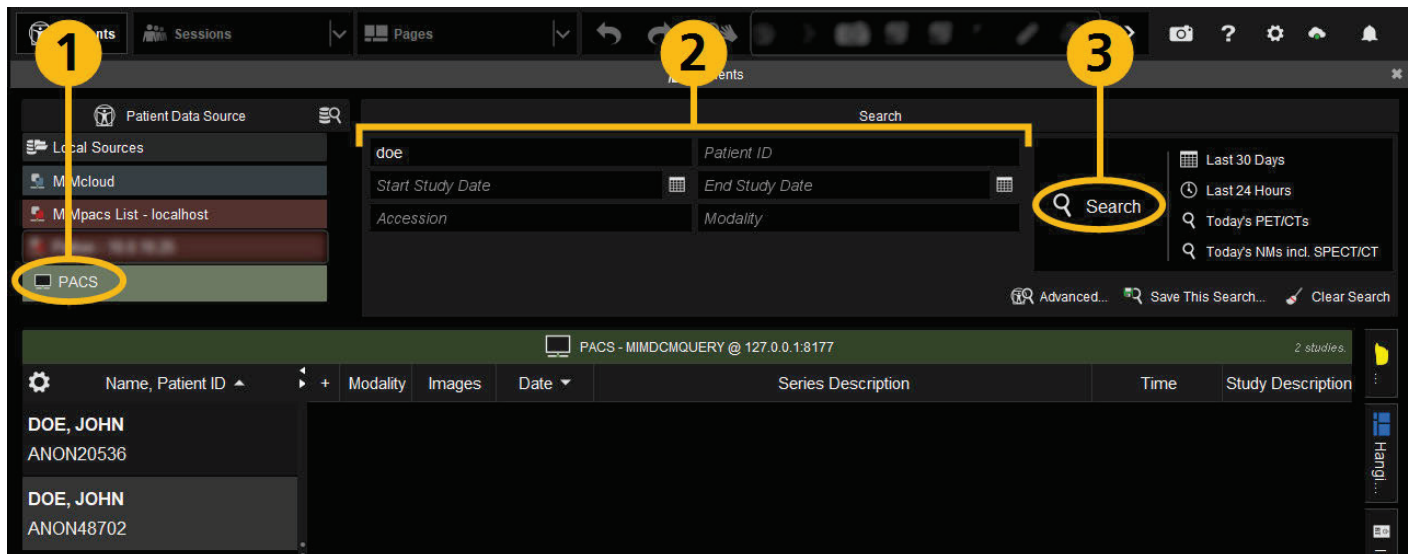 1
2
3
nts
Sessions
Pages
ents
Patient Data Source
Search
Local Sources
MIMcloud
MIMpacs List - localhost
PACS
doe
Patient ID
Start Study Date
End Study Date
Accession
Modality
Search
Last 30 Days
Last 24 Hours
Today's PET/CTs
Today's NMs incl. SPECT/CT
Advanced...
Save This Search...
Clear Search
PACS - MIMDCMQUERY @ 127.0.0.1:8177
2 studies.
Name, Patient ID
+
Modality
Images
Date
Series Description
Time
Study Description
DOE, JOHN
ANON20536
DOE, JOHN
ANON48702
...
Hangi...